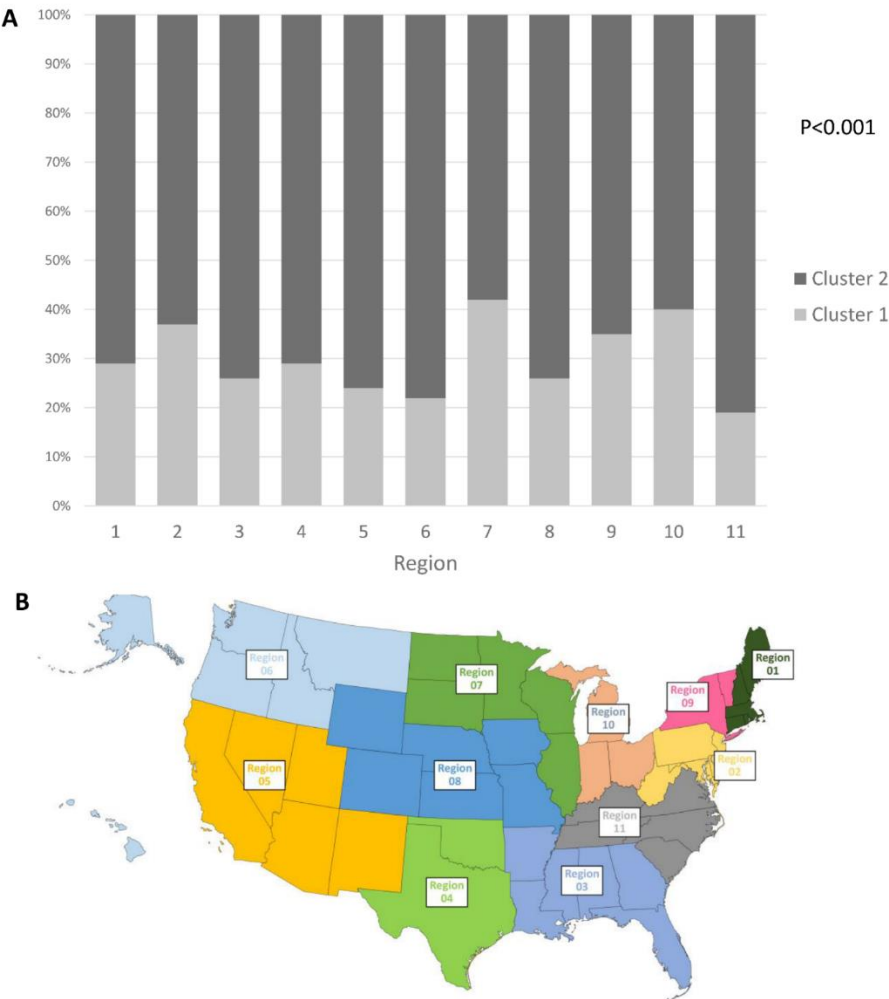 A
100%
90%
80%
70%
60%
50%
40%
30%
20%
10%
0%
P<0.001
Cluster 2
Cluster 1
1 2 3 4 5 6 7 8 9 10 11
Region
B
Region
06
Region
07
Region
10
Region
09
Region
01
Region
05
Region
08
Region
02
Region
11
Region
04
Region
03